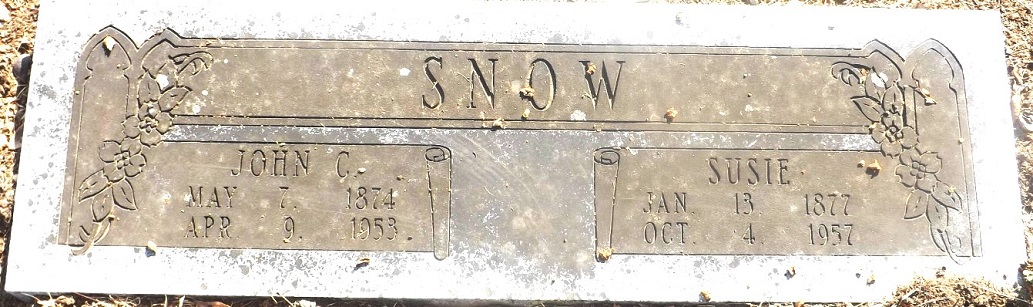 SNOW
JOHN C.
MAY 7. 1874
APR 9. 1953
SUSIE
JAN. 13. 1877
OCT. 4. 1957